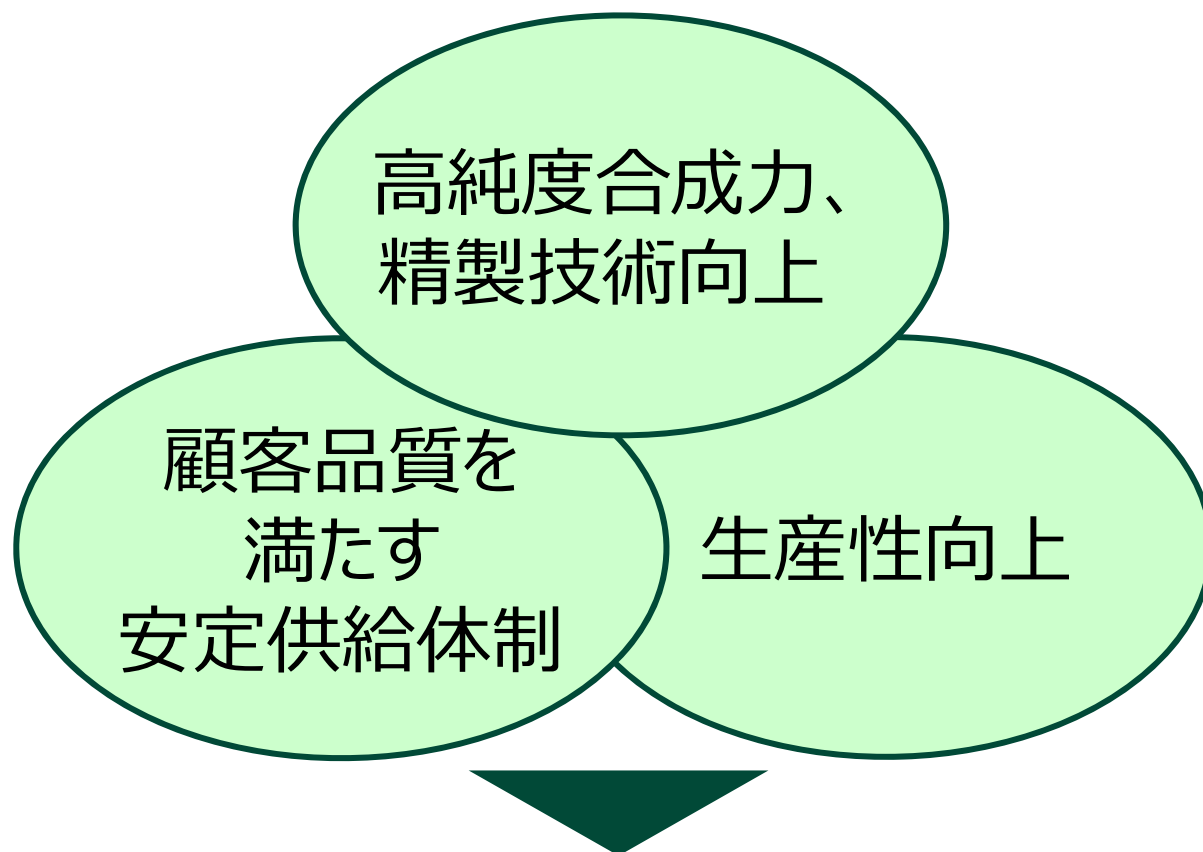 高純度合成力、
精製技術向上
顧客品質を
満たす
安定供給体制
生産性向上